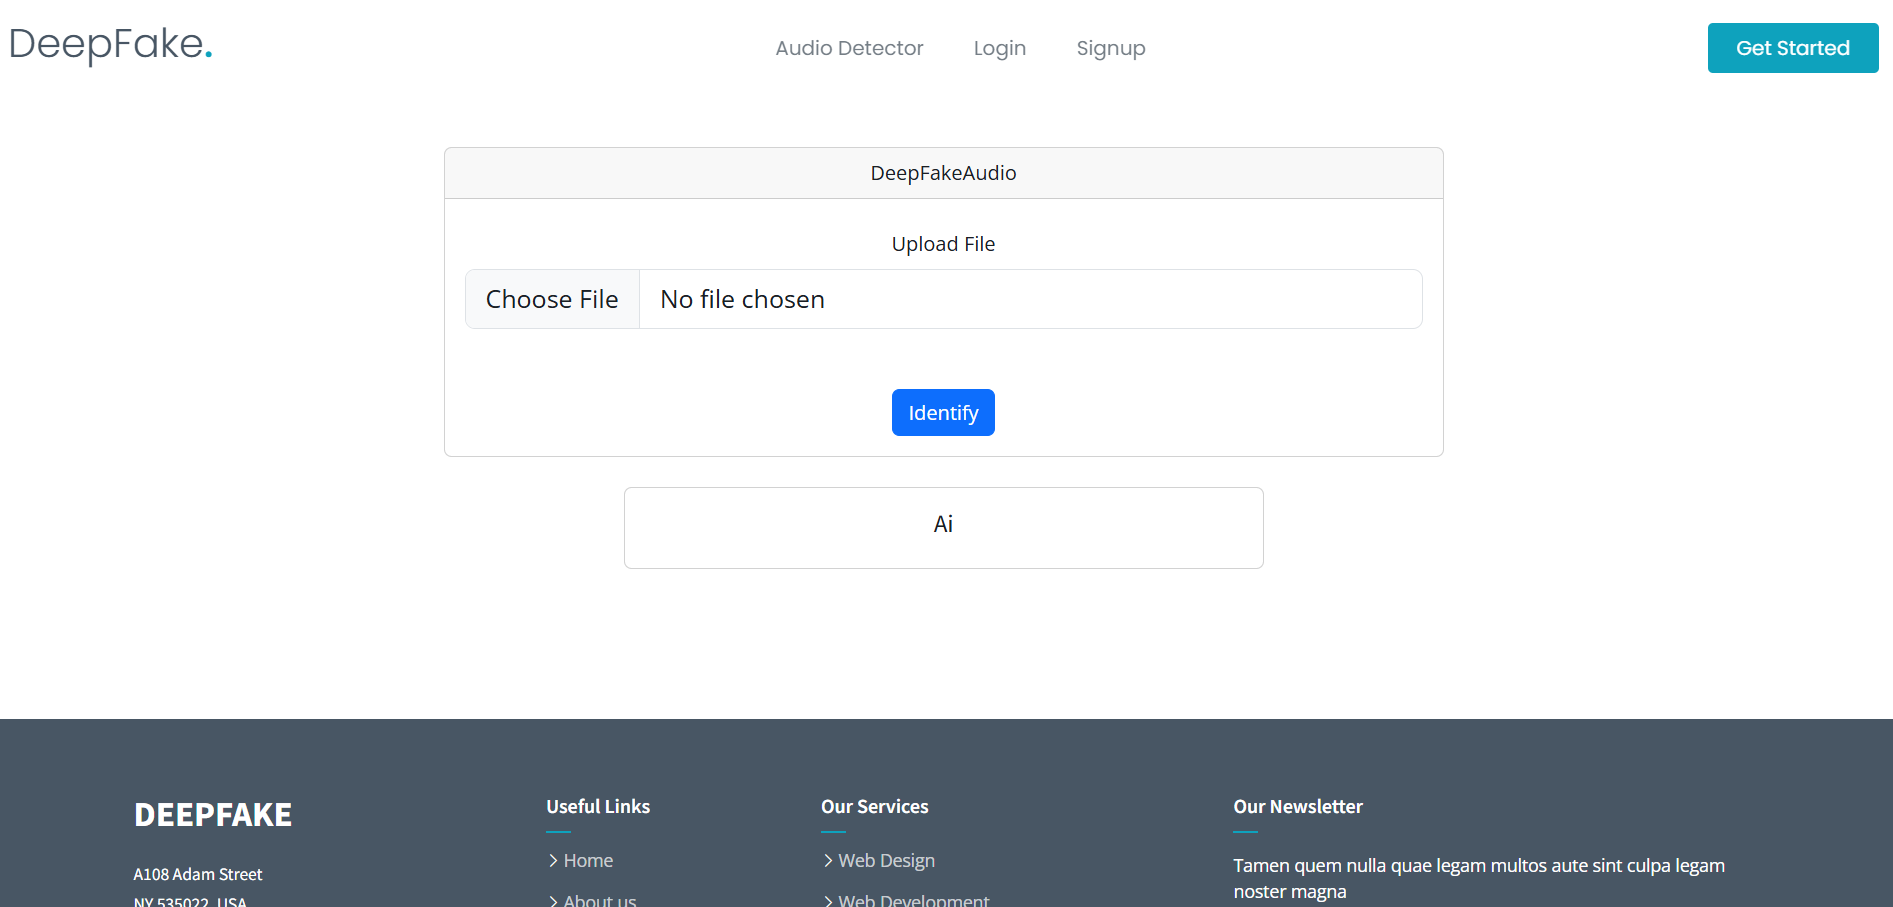 DeepFake.
Audio Detector Login Signup
Get Started
DeepFakeAudio
Upload File
Choose File No file chosen
Identify
Ai
DEEPFAKE
A108 Adam Street
NY 535022, USA
Useful Links
Home
About us
Our Services
Web Design
Web Development
Our Newsletter
Tamen quem nulla quae legam multos aute sint culpa legam
noster magna